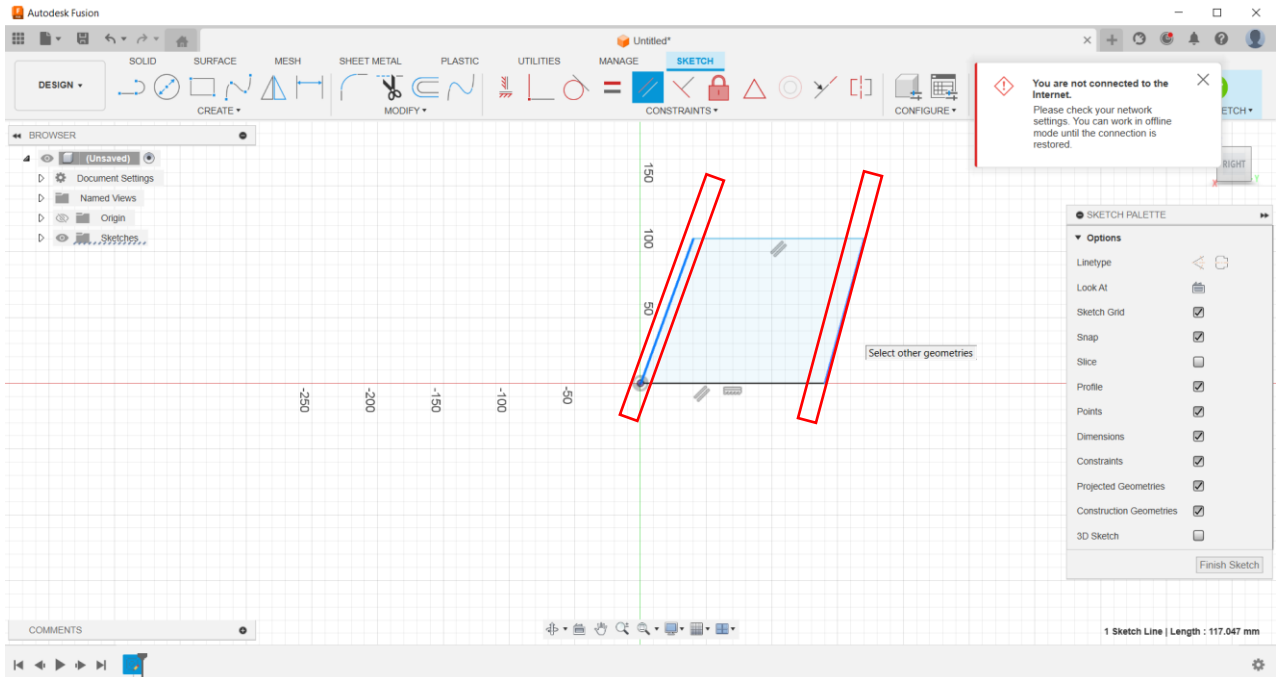 Autodesk Fusion
Untitled*
SOLID SURFACE MESH SHEET METAL PLASTIC UTILITIES MANAGE SKETCH
DESIGN
CREATE MODIFY CONSTRAINTS CONFIGURE ETCH
You are not connected to the
Internet.
Please check your network
settings. You can work in offline
mode until the connection is
restored.
BROWSER
(Unsaved)
Document Settings
Named Views
Origin
Sketches
150
100
50
-250
-200
-150
-100
-50
Select other geometries
RIGHT
X
Y
SKETCH PALETTE
Options
Linetype
Look At
Sketch Grid
Snap
Slice
Profile
Points
Dimensions
Constraints
Projected Geometries
Construction Geometries
3D Sketch
Finish Sketch
COMMENTS
1 Sketch Line | Length : 117.047 mm